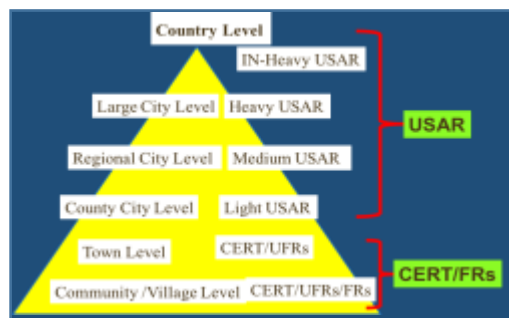 Country Level
IN-Heavy USAR
Large City Level
Heavy USAR
USAR
Regional City Level
Medium USAR
County City Level
Light USAR
Town Level
CERT/UFRs
CERT/FRs
Community /Village Level
CERT/UFRs/FRs